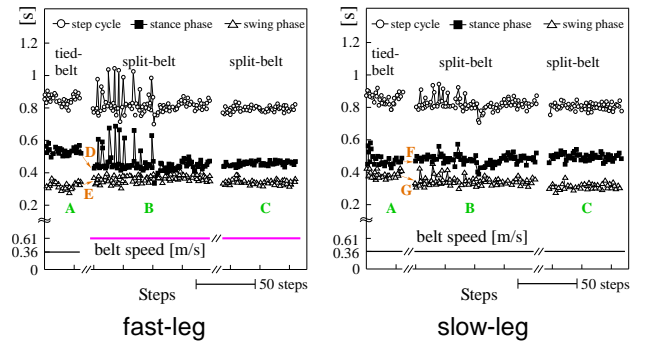 [s]
step cycle stance phase swing phase
1.2
tied-belt
split-belt
split-belt
1
0.8
0.6
D
0.4
E
0.2
A B C
0.61
belt speed [m/s]
0.36
0
Steps
50 steps
fast-leg
[s]
step cycle stance phase swing phase
1.2
tied-
belt
split-belt
split-belt
1
0.8
0.6
F
0.4
G
0.2
A B C
0.61
belt speed [m/s]
0.36
0
Steps
50 steps
slow-leg